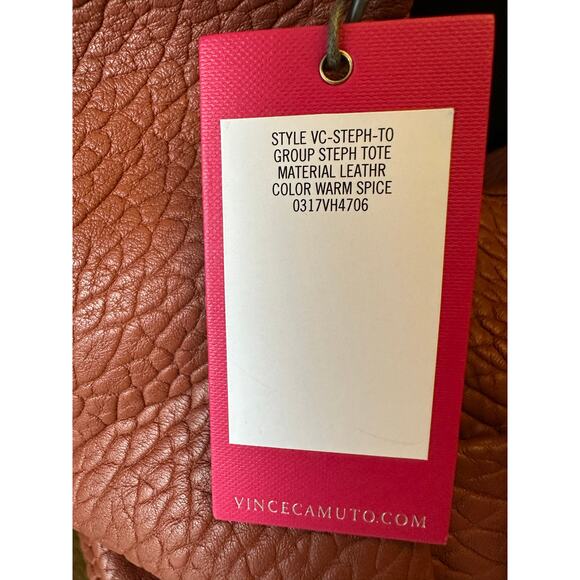 STYLE VC-STEPH-TO
GROUP STEPH TOTE
MATERIAL LEATHR
COLOR WARM SPICE
0317VH4706
VINCECAMUTO.COM